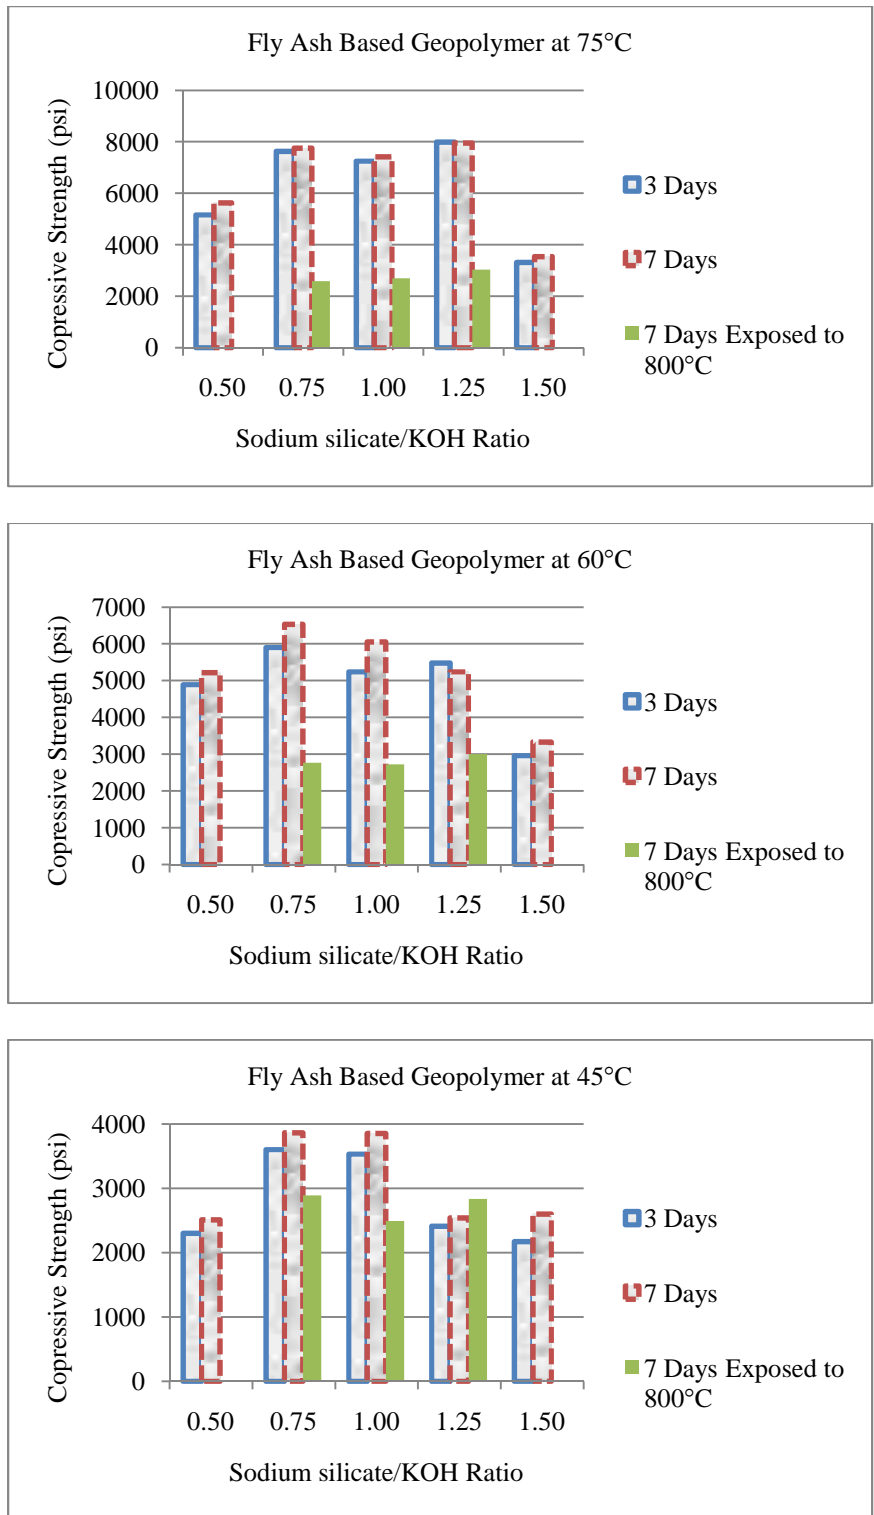 Fly Ash Based Geopolymer at 75°C
Copressive Strength (psi)
10000
8000
6000
4000
2000
0
0.50 0.75 1.00 1.25 1.50
Sodium silicate/KOH Ratio
3 Days
7 Days
7 Days Exposed to
800°C
Fly Ash Based Geopolymer at 60°C
Copressive Strength (psi)
7000
6000
5000
4000
3000
2000
1000
0
0.50 0.75 1.00 1.25 1.50
Sodium silicate/KOH Ratio
3 Days
7 Days
7 Days Exposed to
800°C
Fly Ash Based Geopolymer at 45°C
Copressive Strength (psi)
4000
3000
2000
1000
0
0.50 0.75 1.00 1.25 1.50
Sodium silicate/KOH Ratio
3 Days
7 Days
7 Days Exposed to
800°C